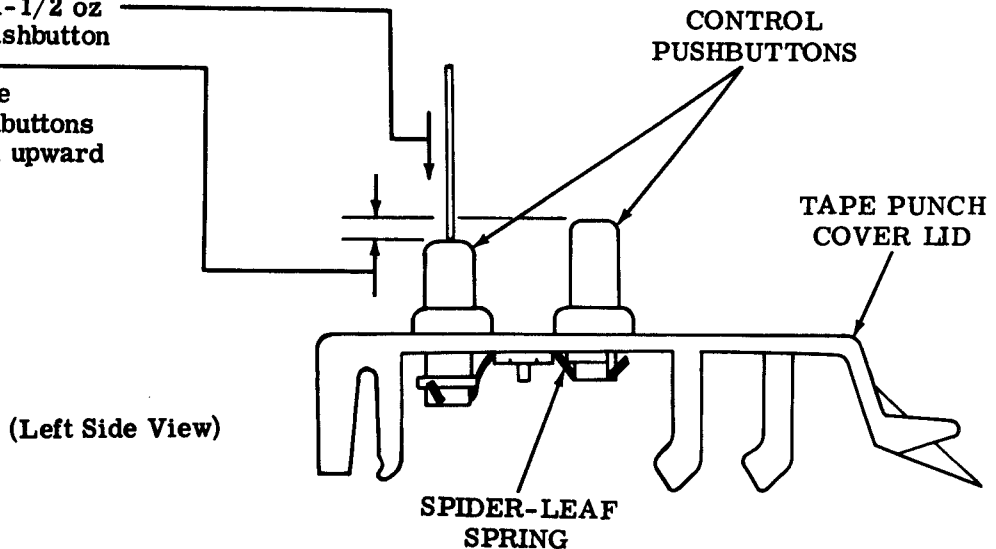 -1/2 oz
shbutton
e
buttons
upward
CONTROL
PUSHBUTTONS
TAPE PUNCH
COVER LID
(Left Side View)
SPIDER-LEAF
SPRING